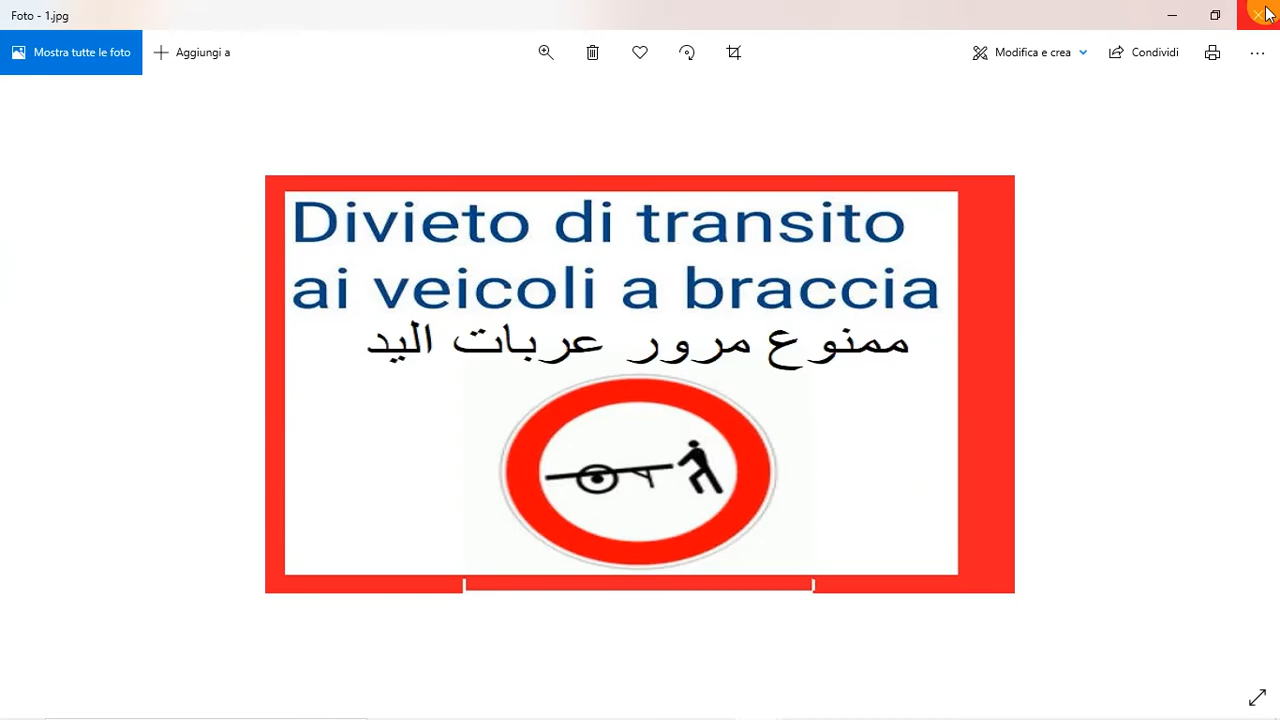 Foto - 1.jpg
Mostra tutte le foto
Aggiungi a
Modifica e crea
Condividi
Divieto di transito
ai veicoli a braccia
ممنوع مرور عربات اليد